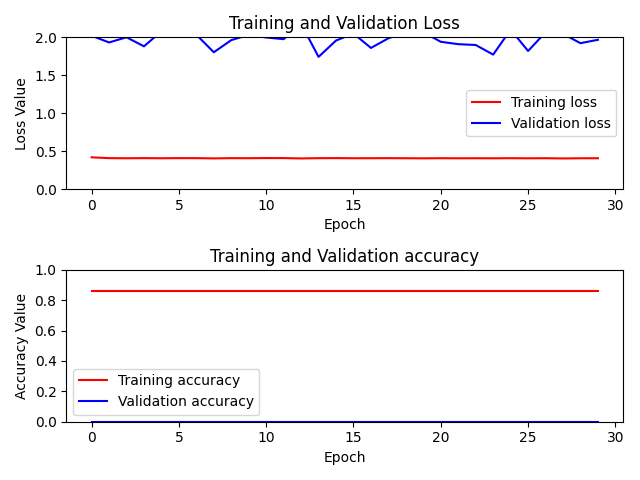 Training and Validation Loss
Loss Value
2.0
1.5
1.0
0.5
0.0
Training loss
Validation loss
0 5 10 15 20 25 30
Epoch
Training and Validation accuracy
Accuracy Value
1.0
0.8
0.6
0.4
0.2
0.0
Training accuracy
Validation accuracy
0 5 10 15 20 25 30
Epoch